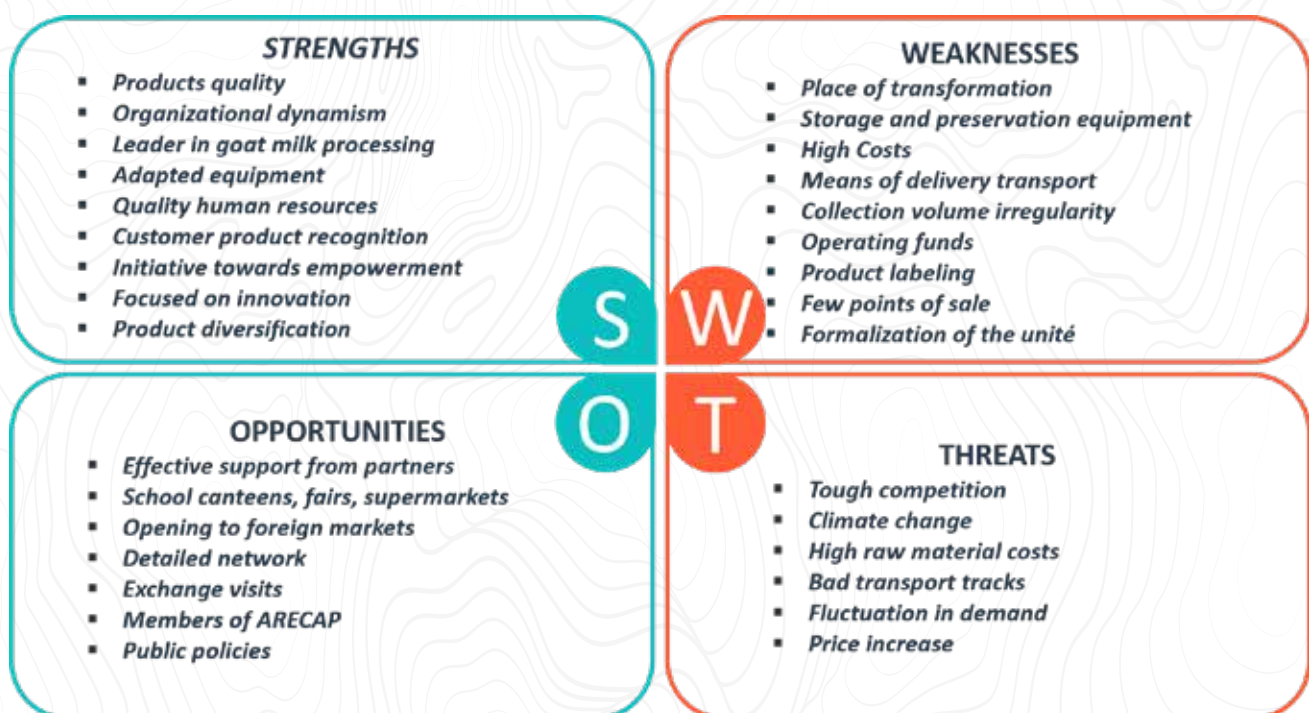 STRENGTHS
▪ Products quality
▪ Organizational dynamism
▪ Leader in goat milk processing
▪ Adapted equipment
▪ Quality human resources
▪ Customer product recognition
▪ Initiative towards empowerment
▪ Focused on innovation
▪ Product diversification
S
WEAKNESSES
▪ Place of transformation
▪ Storage and preservation equipment
▪ High Costs
▪ Means of delivery transport
▪ Collection volume irregularity
▪ Operating funds
▪ Product labeling
▪ Few points of sale
▪ Formalization of the unité
W
OPPORTUNITIES
▪ Effective support from partners
▪ School canteens, fairs, supermarkets
▪ Opening to foreign markets
▪ Detailed network
▪ Exchange visits
▪ Members of ARECAP
▪ Public policies
O
THREATS
▪ Tough competition
▪ Climate change
▪ High raw material costs
▪ Bad transport tracks
▪ Fluctuation in demand
▪ Price increase
T